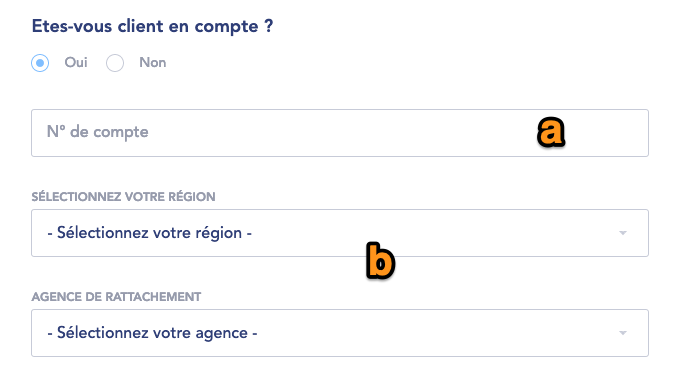 Etes-vous client en compte ?
Oui Non
N° de compte
a
SÉLECTIONNEZ VOTRE RÉGION
- Sélectionnez votre région -
b
AGENCE DE RATTACHEMENT
- Sélectionnez votre agence -